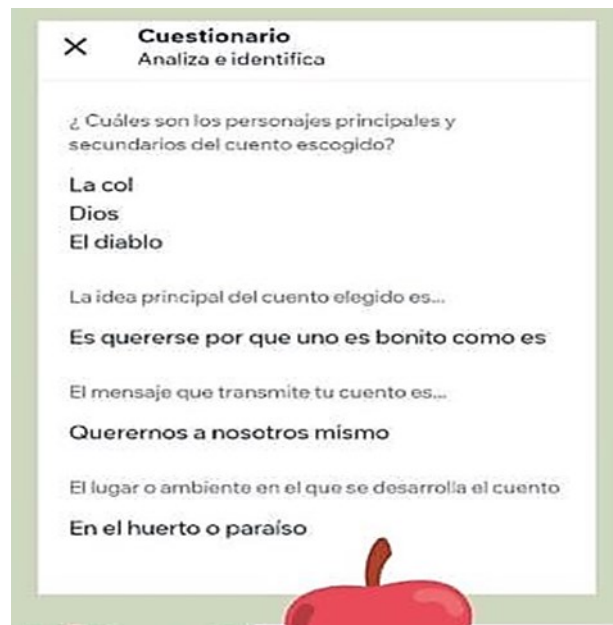 Cuestionario
Analiza e identifica
¿ Cuáles son los personajes principales y
secundarios del cuento escogido?
La col
Dios
El diablo
La idea principal del cuento elegido es...
Es quererse por que uno es bonito como es
El mensaje que transmite tu cuento es...
Querernos a nosotros mismo
El lugar o ambiente en el que se desarrolla el cuento
En el huerto o paraíso